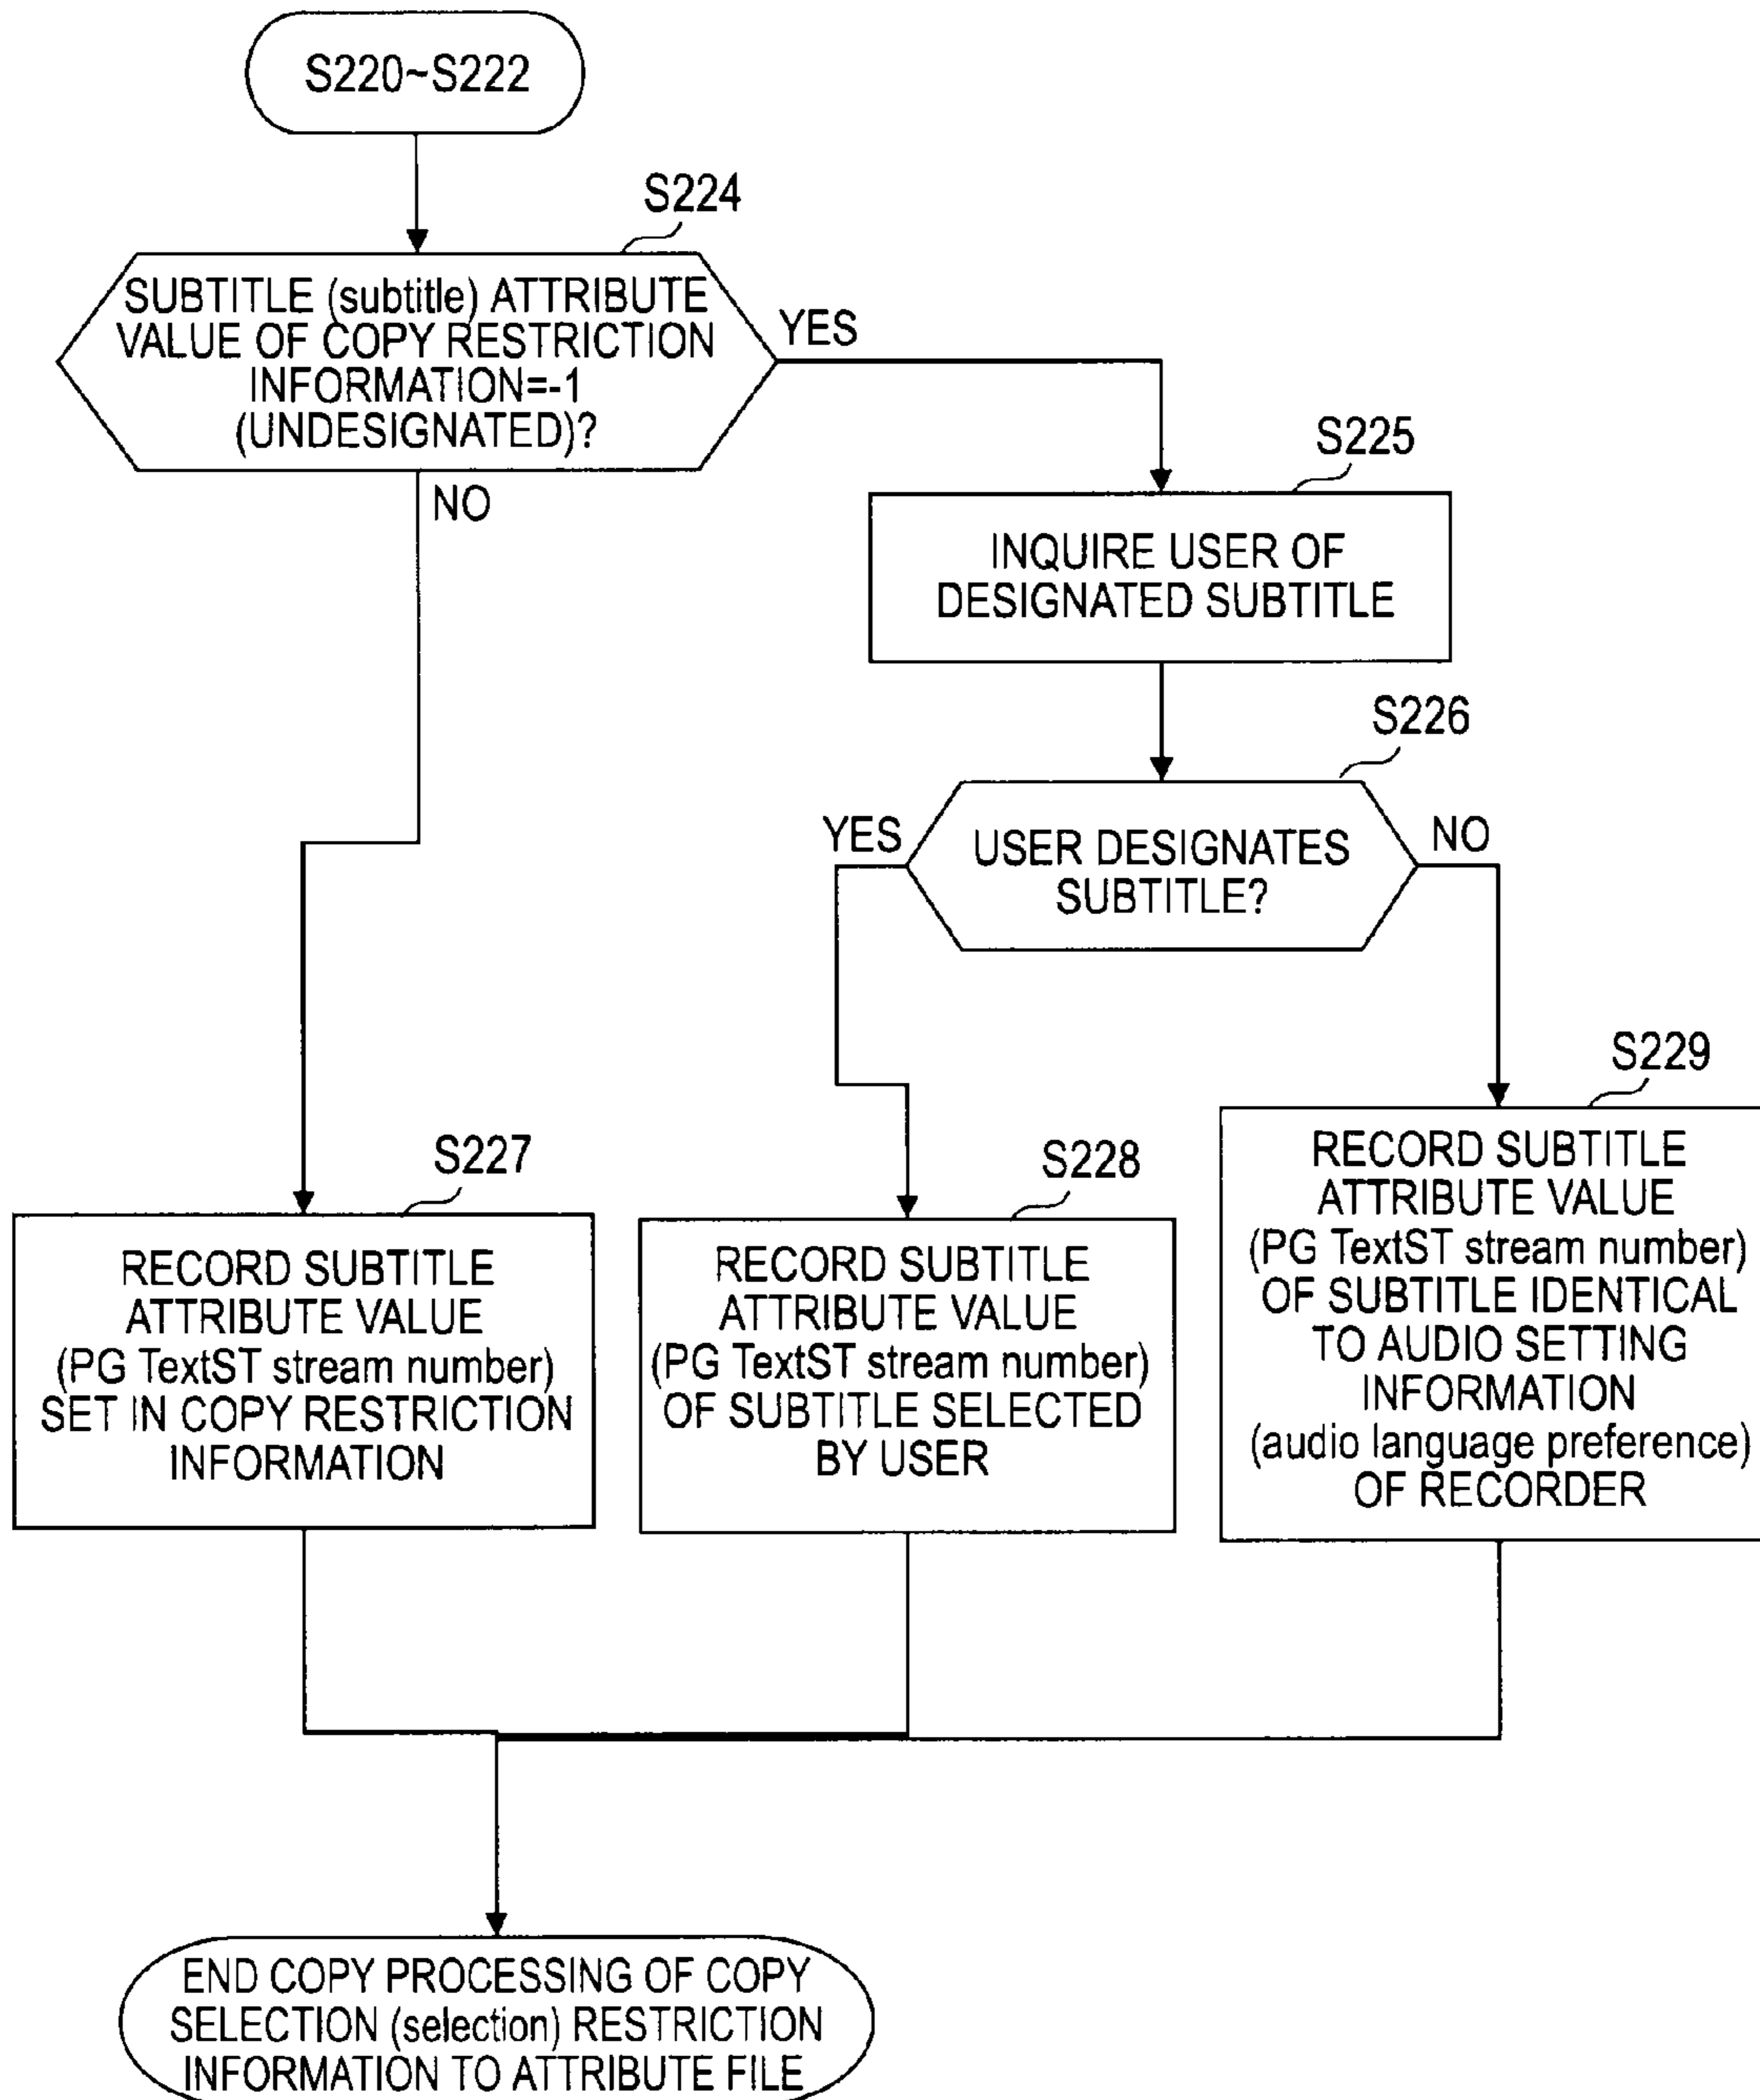 S220~S222
S224
SUBTITLE (subtitle) ATTRIBUTE
VALUE OF COPY RESTRICTION
INFORMATION=-1
(UNDESIGNATED)?
YES
NO
S225
INQUIRE USER OF
DESIGNATED SUBTITLE
S226
USER DESIGNATES
SUBTITLE?
YES
NO
S227
RECORD SUBTITLE
ATTRIBUTE VALUE
(PG TextST stream number)
SET IN COPY RESTRICTION
INFORMATION
S228
RECORD SUBTITLE
ATTRIBUTE VALUE
(PG TextST stream number)
OF SUBTITLE SELECTED
BY USER
S229
RECORD SUBTITLE
ATTRIBUTE VALUE
(PG TextST stream number)
OF SUBTITLE IDENTICAL
TO AUDIO SETTING
INFORMATION
(audio language preference)
OF RECORDER
END COPY PROCESSING OF COPY
SELECTION (selection) RESTRICTION
INFORMATION TO ATTRIBUTE FILE